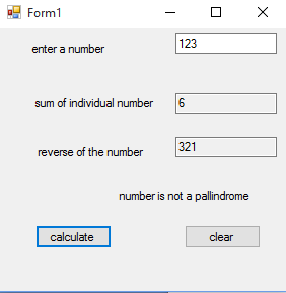 Form1
enter a number 123
sum of individual number 6
reverse of the number 321
number is not a pallindrome
calculate clear